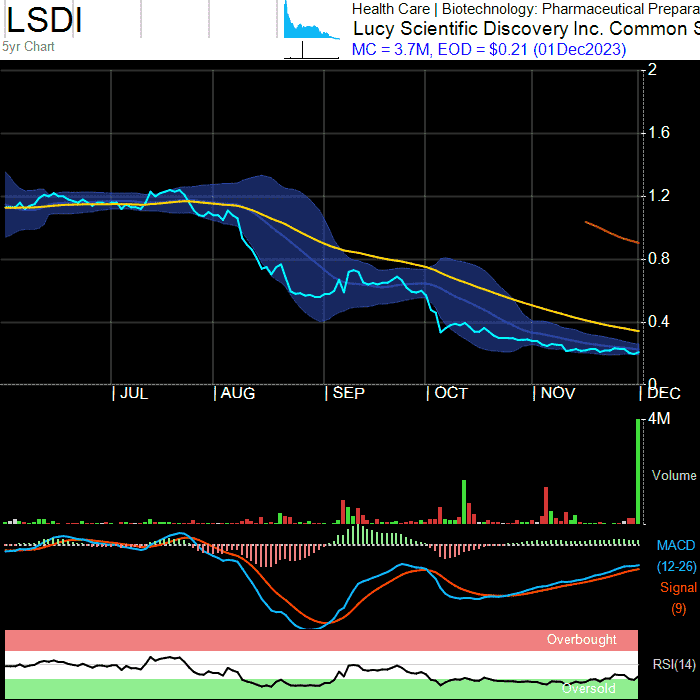 LSDI
5yr Chart
Health Care | Biotechnology: Pharmaceutical Prepara
Lucy Scientific Discovery Inc. Common S
MC = 3.7M, EOD = $0.21 (01Dec2023)
2
1.6
1.2
0.8
0.4
0
JUL AUG SEP OCT NOV DEC
4M
Volume
MACD
(12-26)
Signal
(9)
Overbought
RSI(14)
Oversold